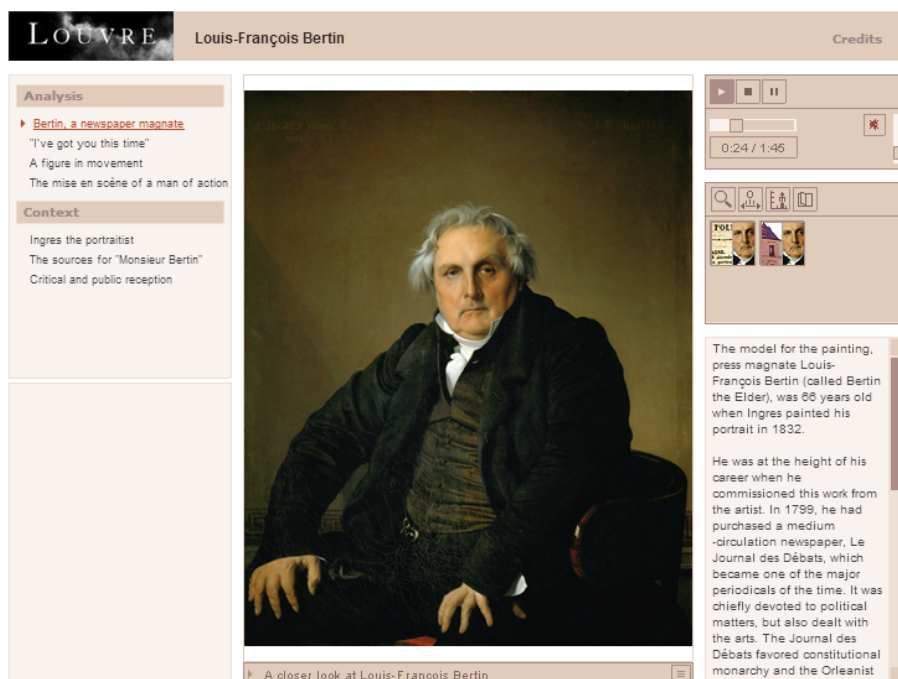 LOUVRE
Louis-François Bertin
Credits
Analysis
Bertin, a newspaper magnate
"I've got you this time"
A figure in movement
The mise en scène of a man of action
Context
Ingres the portraitist
The sources for "Monsieur Bertin"
Critical and public reception
0:24 / 1:45
The model for the painting,
press magnate Louis-
François Bertin (called Bertin
the Elder), was 66 years old
when Ingres painted his
portrait in 1832.
He was at the height of his
career when he
commissioned this work from
the artist. In 1799, he had
purchased a medium
-circulation newspaper, Le
Journal des Débats, which
became one of the major
periodicals of the time. It was
chiefly devoted to political
matters, but also dealt with
the arts. The Journal des
Débats favored constitutional
monarchy and the Orleanist
A closer look at Louis-François Bertin